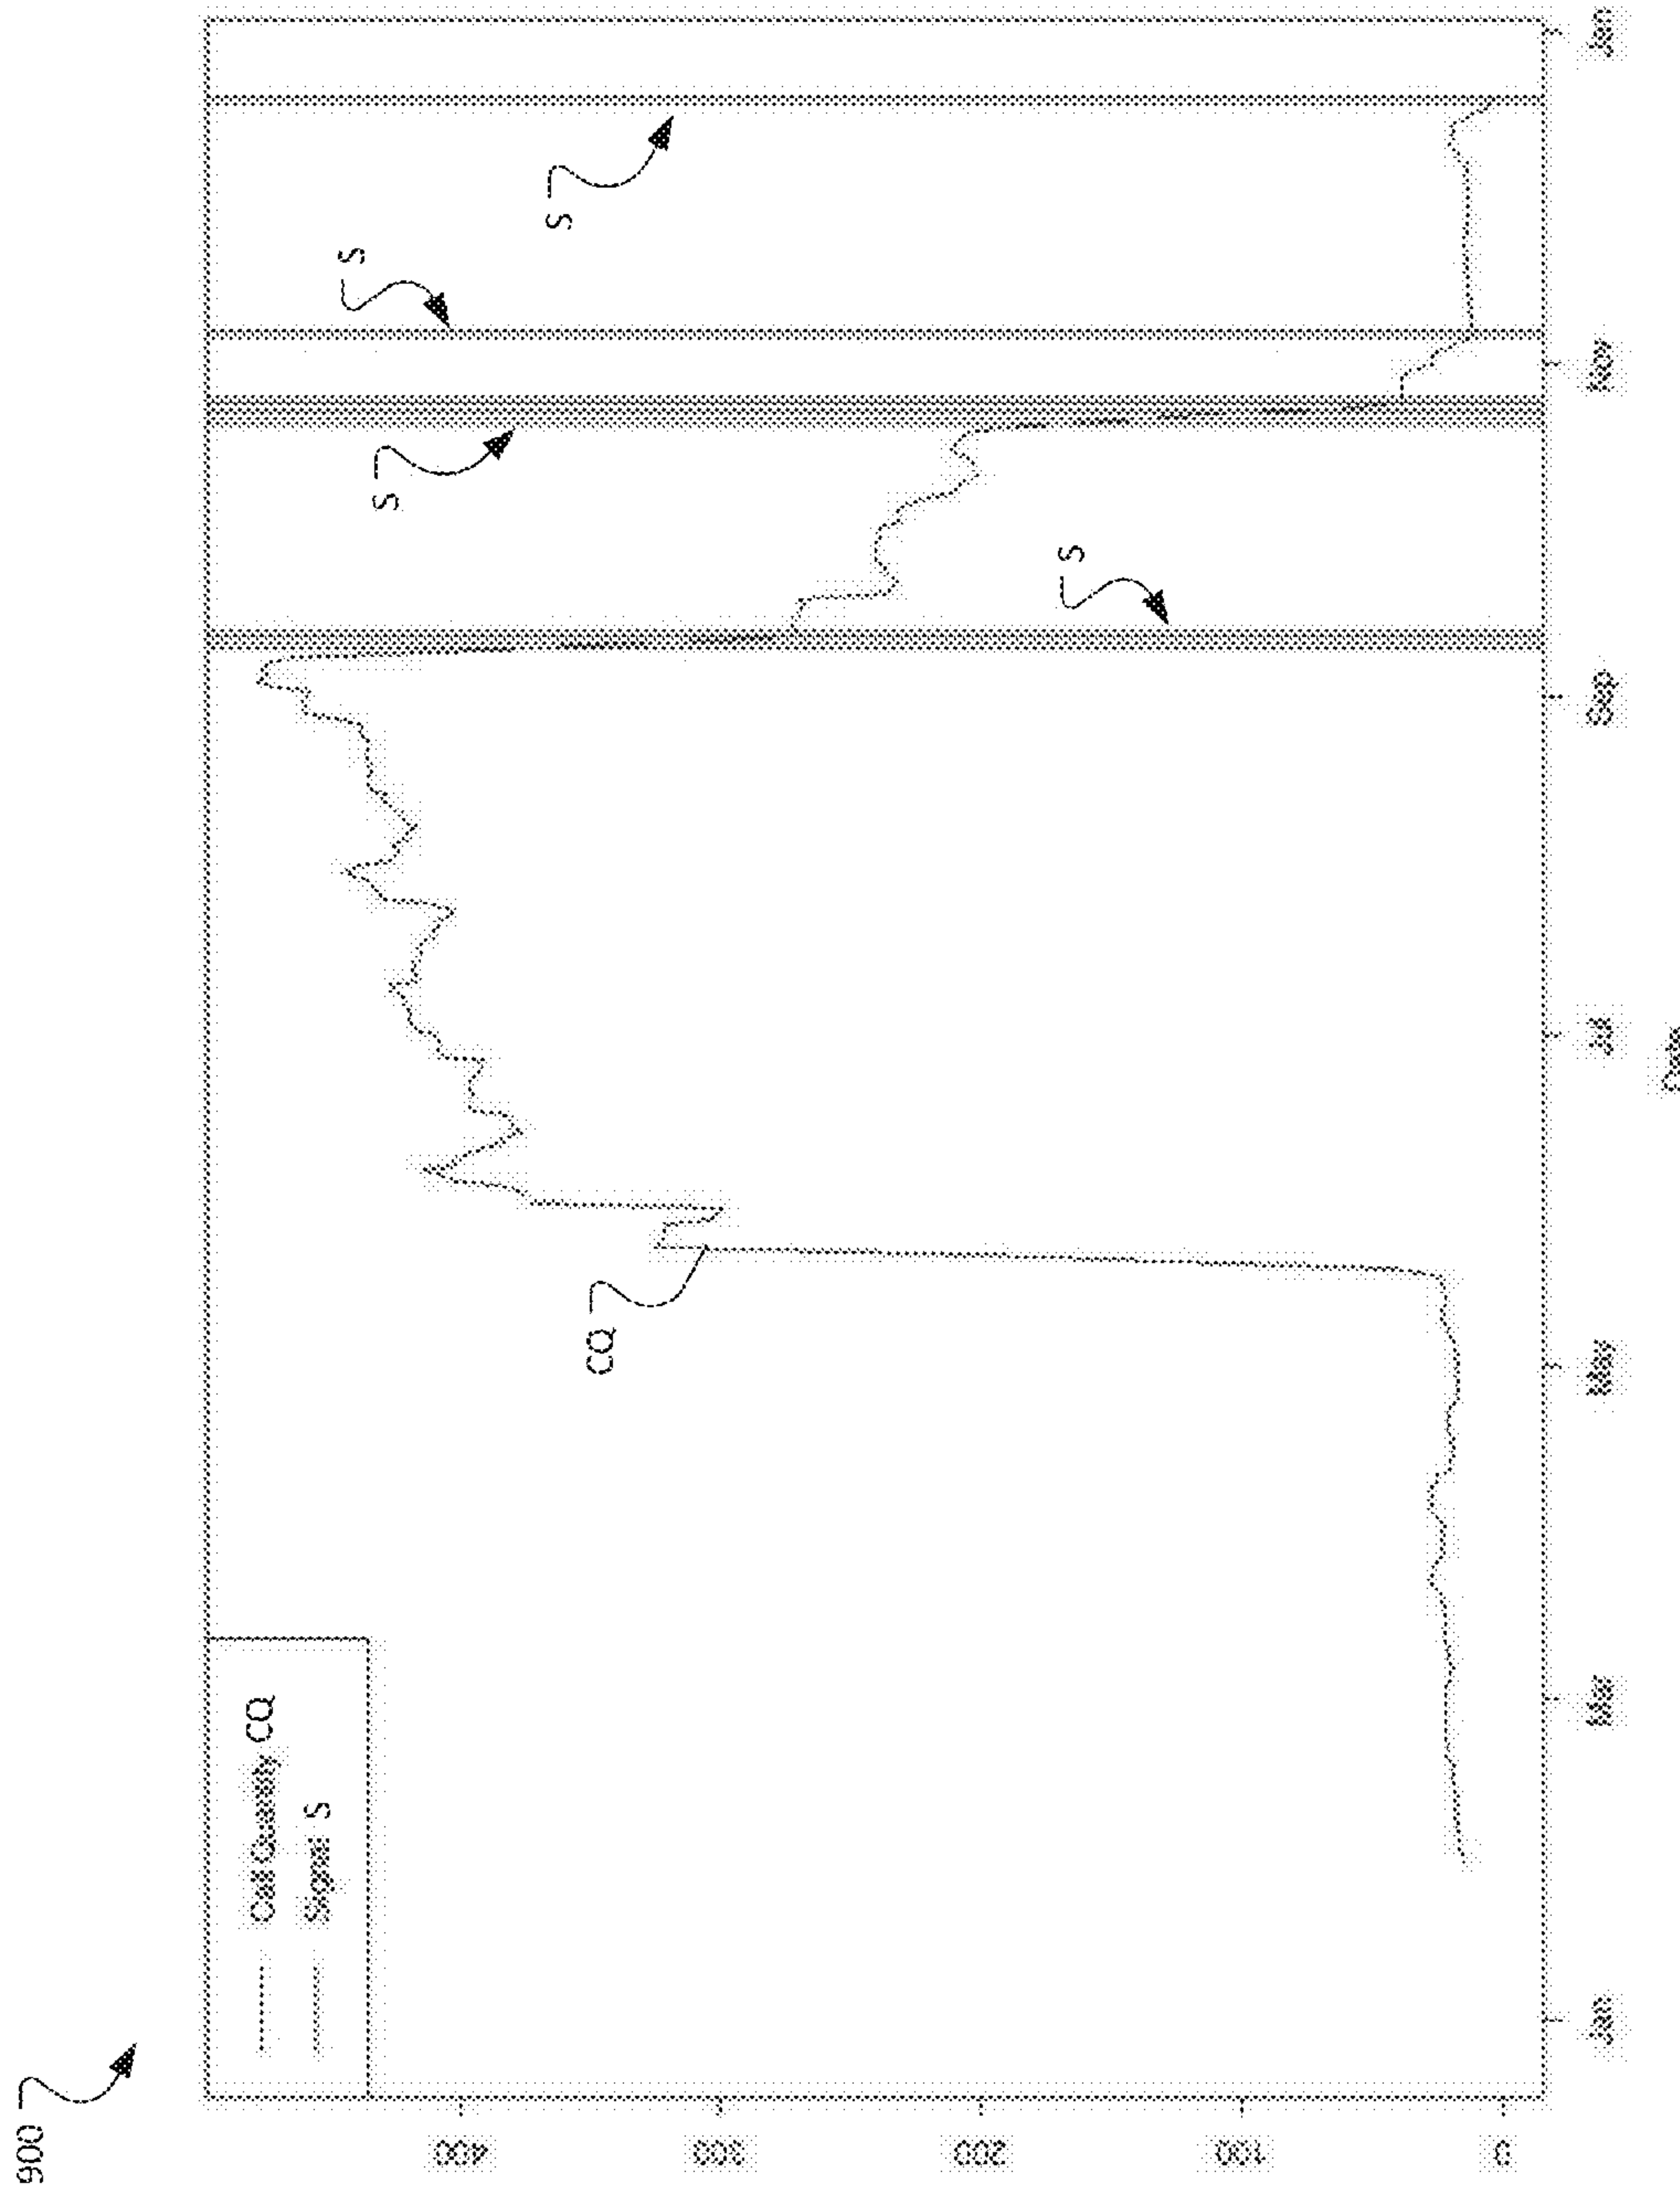 900
Call Quantity CQ
Signal S
S
S
S
S
CQ
400
300
200
100
0
Jan
Mar
May
Jul
Sep
Nov
Jan